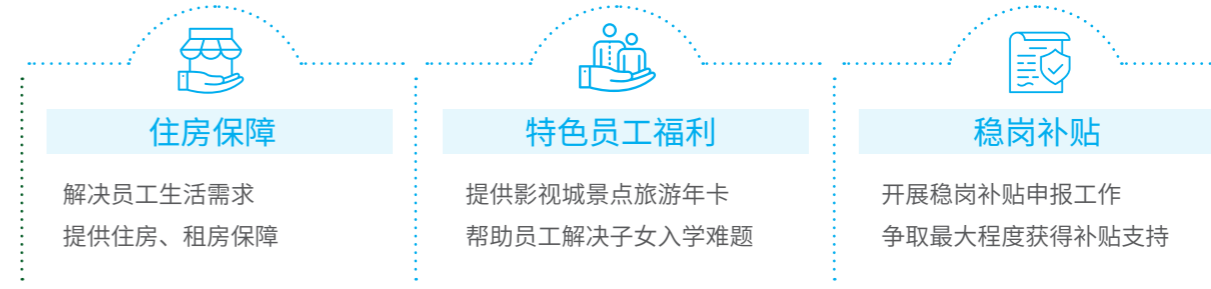 住房保障
解决员工生活需求
提供住房、租房保障
特色员工福利
提供影视城景点旅游年卡
帮助员工解决子女入学难题
稳岗补贴
开展稳岗补贴申报工作
争取最大程度获得补贴支持